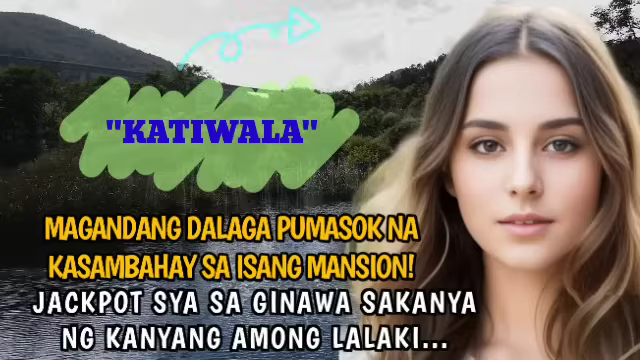 "KATIWALA"
MAGANDANG DALAGA PUMASOK NA
KASAMBAHAY SA ISANG MANSION!
JACKPOT SYA SA GINAWA SAKANYA
NG KANYANG AMONG LALAKI...